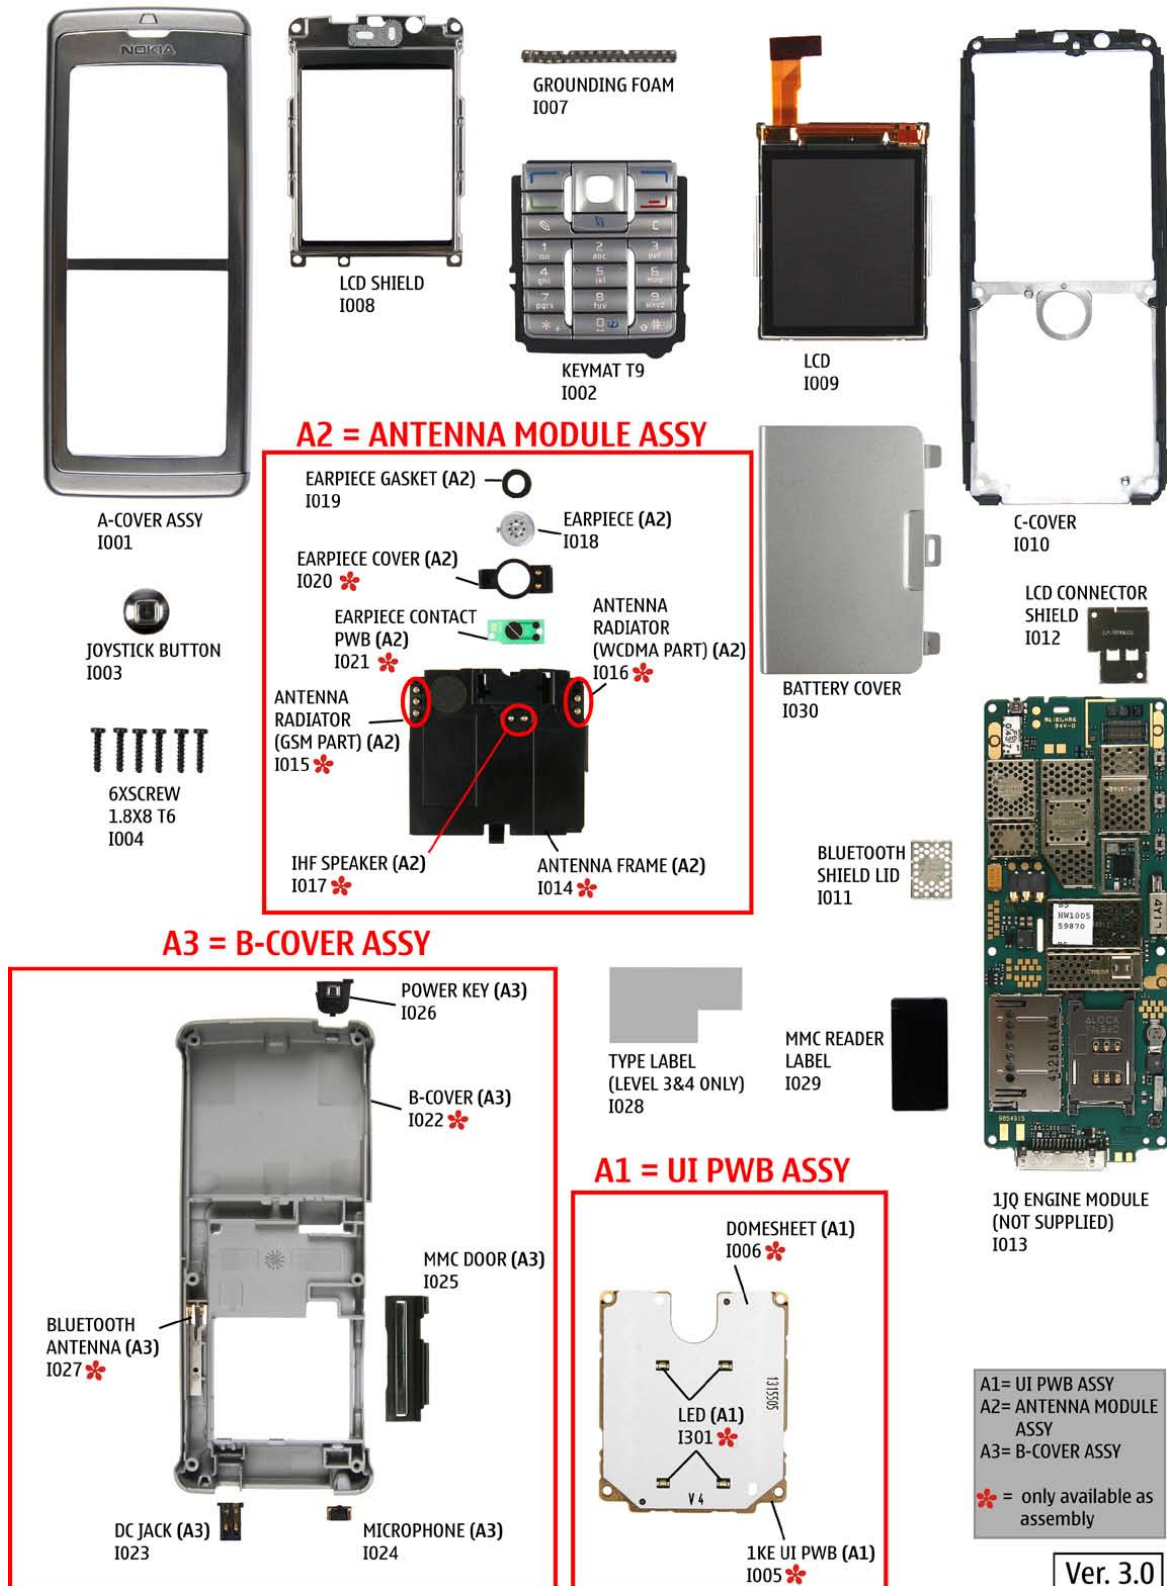 NOKIA
GROUNDING FOAM
I007
LCD SHIELD
I008
KEYMAT T9
I002
LCD
I009
A-COVER ASSY
I001
C-COVER
I010
JOYSTICK BUTTON
I003
6XSCREW
1.8X8 T6
I004
A2 = ANTENNA MODULE ASSY
EARPIECE GASKET (A2)
I019
EARPIECE (A2)
I018
EARPIECE COVER (A2)
I020 *
EARPIECE CONTACT
PWB (A2)
I021 *
ANTENNA
RADIATOR
(WCDMA PART) (A2)
I016 *
ANTENNA
RADIATOR
(GSM PART) (A2)
I015 *
IHF SPEAKER (A2)
I017 *
ANTENNA FRAME (A2)
I014 *
BATTERY COVER
I030
LCD CONNECTOR
SHIELD
I012
BLUETOOTH
SHIELD LID
I011
HW1005
59870
4121611A4
9854915
1JQ ENGINE MODULE
(NOT SUPPLIED)
I013
A3 = B-COVER ASSY
POWER KEY (A3)
I026
B-COVER (A3)
I022 *
MMC DOOR (A3)
I025
BLUETOOTH
ANTENNA (A3)
I027 *
DC JACK (A3)
I023
MICROPHONE (A3)
I024
TYPE LABEL
(LEVEL 3&4 ONLY)
I028
MMC READER
LABEL
I029
A1 = UI PWB ASSY
DOMESHEET (A1)
I006 *
1315505
LED (A1)
I301 *
V 4
1KE UI PWB (A1)
I005 *
A1= UI PWB ASSY
A2= ANTENNA MODULE
ASSY
A3= B-COVER ASSY
* = only available as
assembly
Ver. 3.0